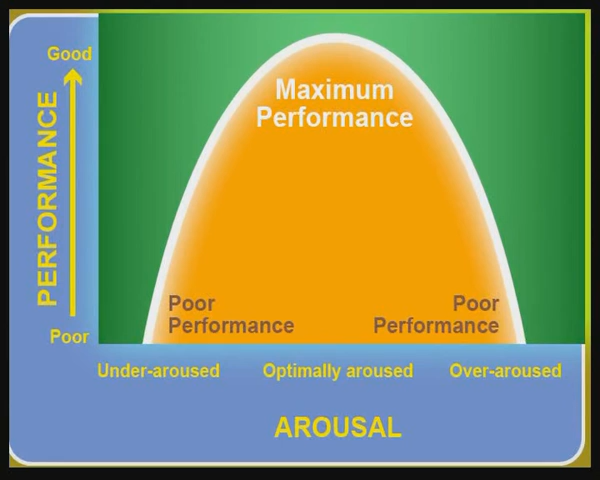 Good
PERFORMANCE
Poor
Maximum
Performance
Poor
Performance
Poor
Performance
Under-aroused
Optimally aroused
Over-aroused
AROUSAL